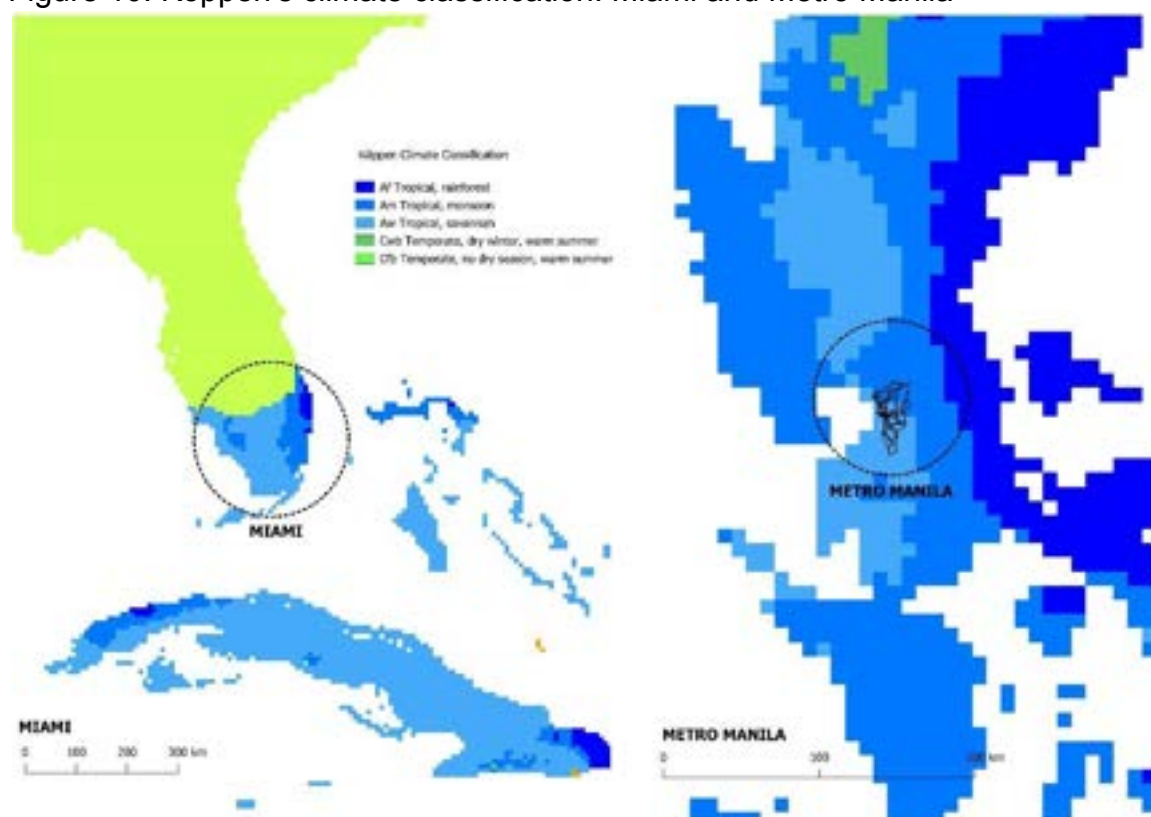 Figure 10. Köppen's climate classification: Miami and Metro Manila
Köppen Climate Classification
Af Tropical, rainforest
Am Tropical, monsoon
Aw Tropical, savannah
Cwb Temperate, dry winter, warm summer
Cfb Temperate, no dry season, warm summer
MIAMI
METRO MANILA
MIAMI
0 100 200 300 km
METRO MANILA
0 100 km